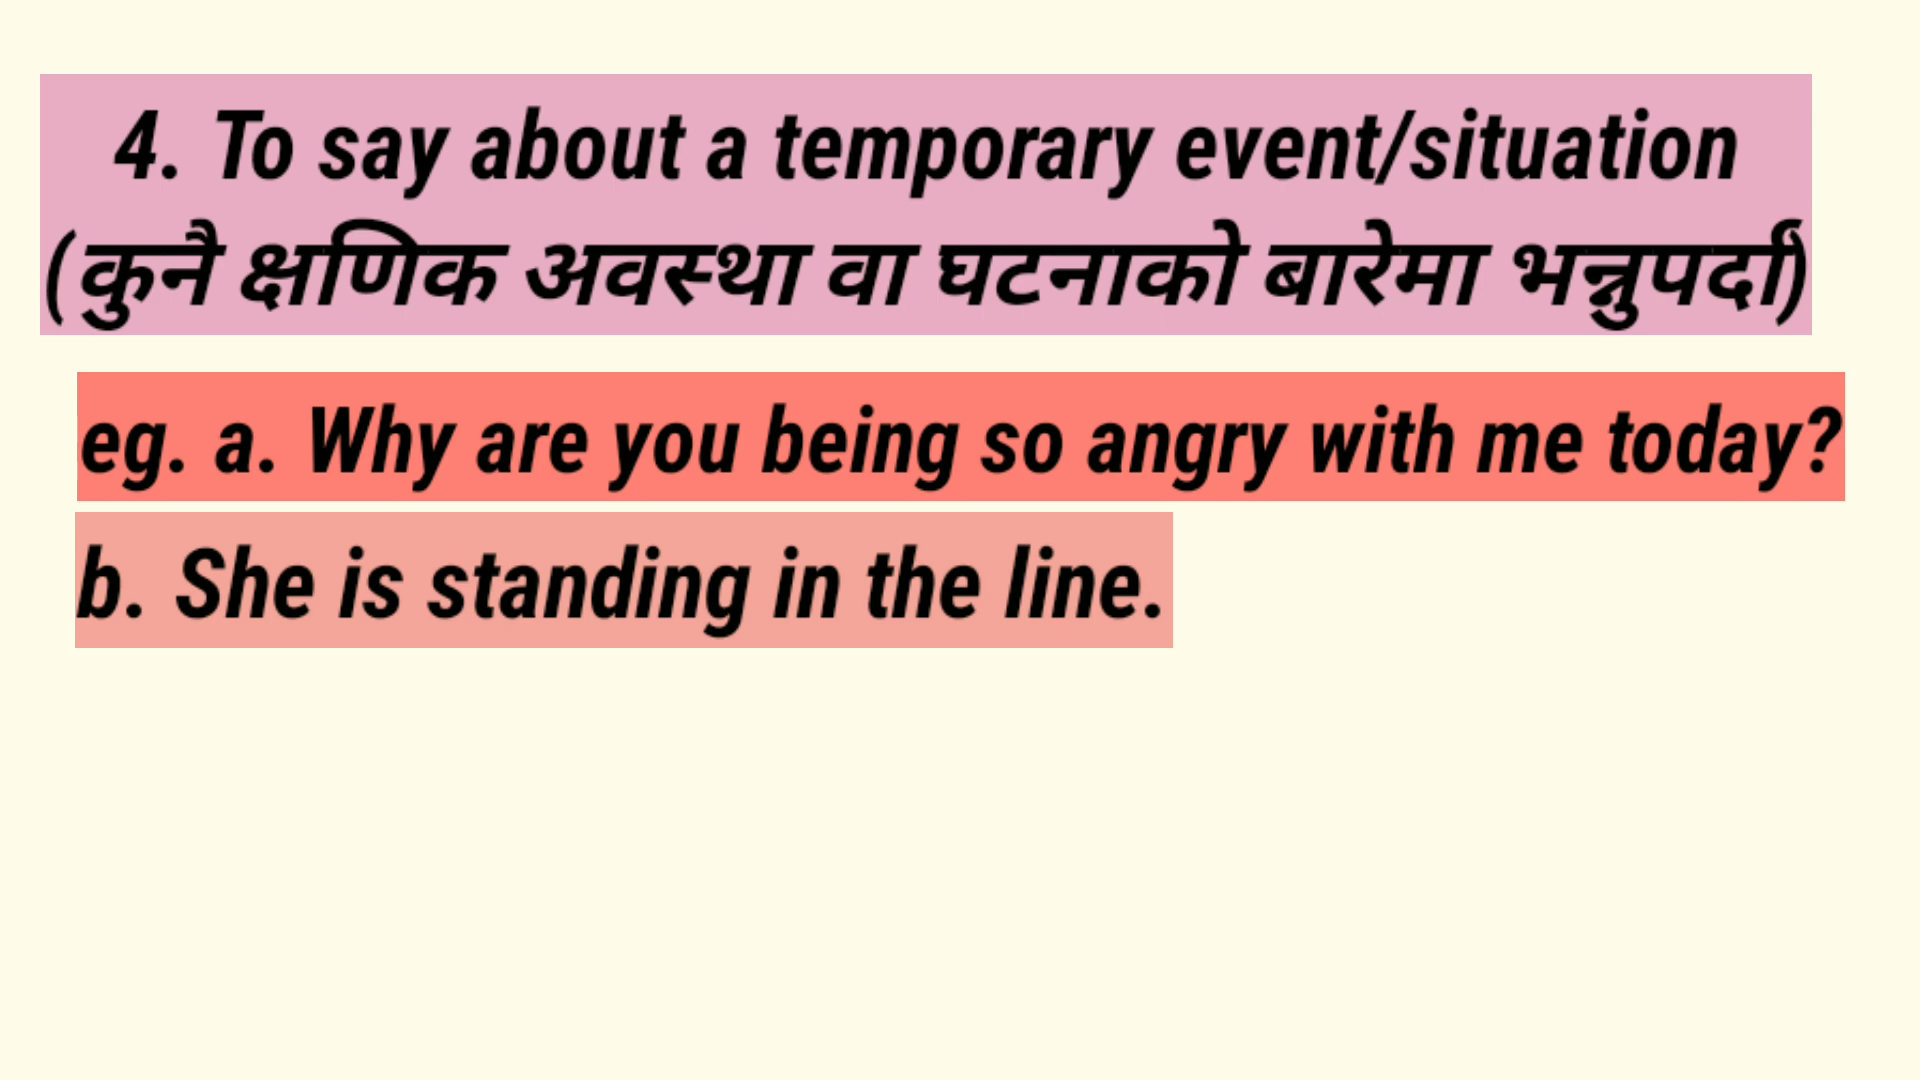 4. To say about a temporary event/situation
(कुनै क्षणिक अवस्था वा घटनाको बारेमा भन्नुपर्दा)
eg. a. Why are you being so angry with me today?
b. She is standing in the line.